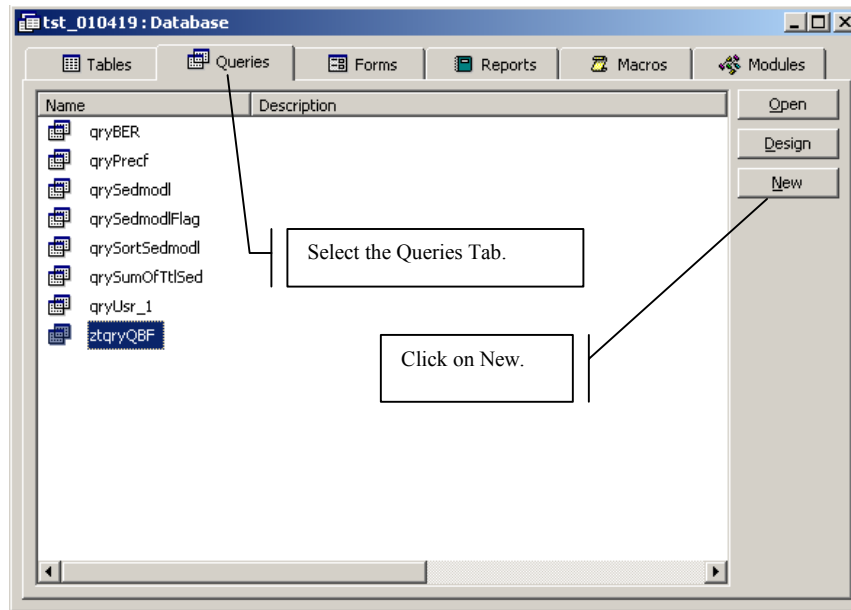 tst_010419 : Database
Tables Queries Forms Reports Macros Modules
Name Description
qryBER
qryPrecf
qrySedmodl
qrySedmodlFlag
qrySortSedmodl
qrySumOfTtlSed
qryUsr_1
ztqryQBF
Open
Design
New
Select the Queries Tab.
Click on New.